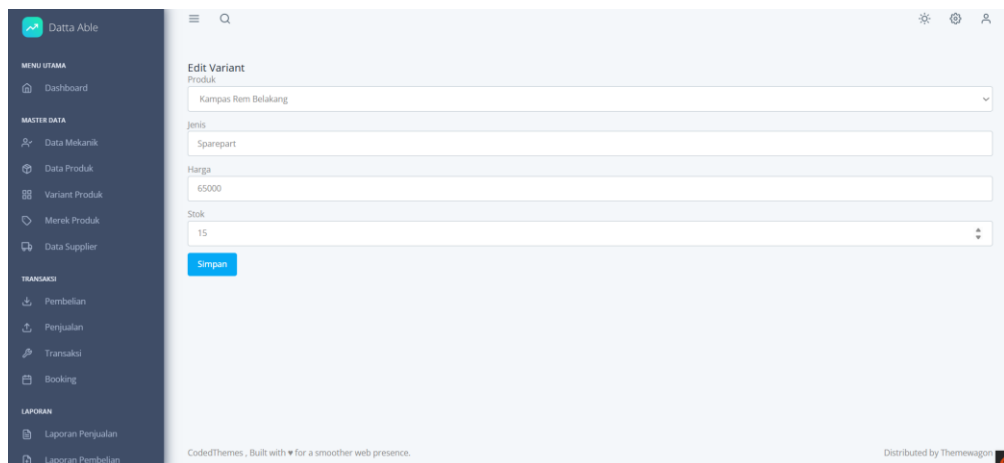 Datta Able
MENU UTAMA
Dashboard
MASTER DATA
Data Mekanik
Data Produk
Variant Produk
Merek Produk
Data Supplier
TRANSAKSI
Pembelian
Penjualan
Transaksi
Booking
LAPORAN
Laporan Penjualan
Laporan Pembelian
Edit Variant
Produk
Kampas Rem Belakang
Jenis
Sparepart
Harga
65000
Stok
15
Simpan
CodedThemes , Built with ♥ for a smoother web presence.
Distributed by Themewagon